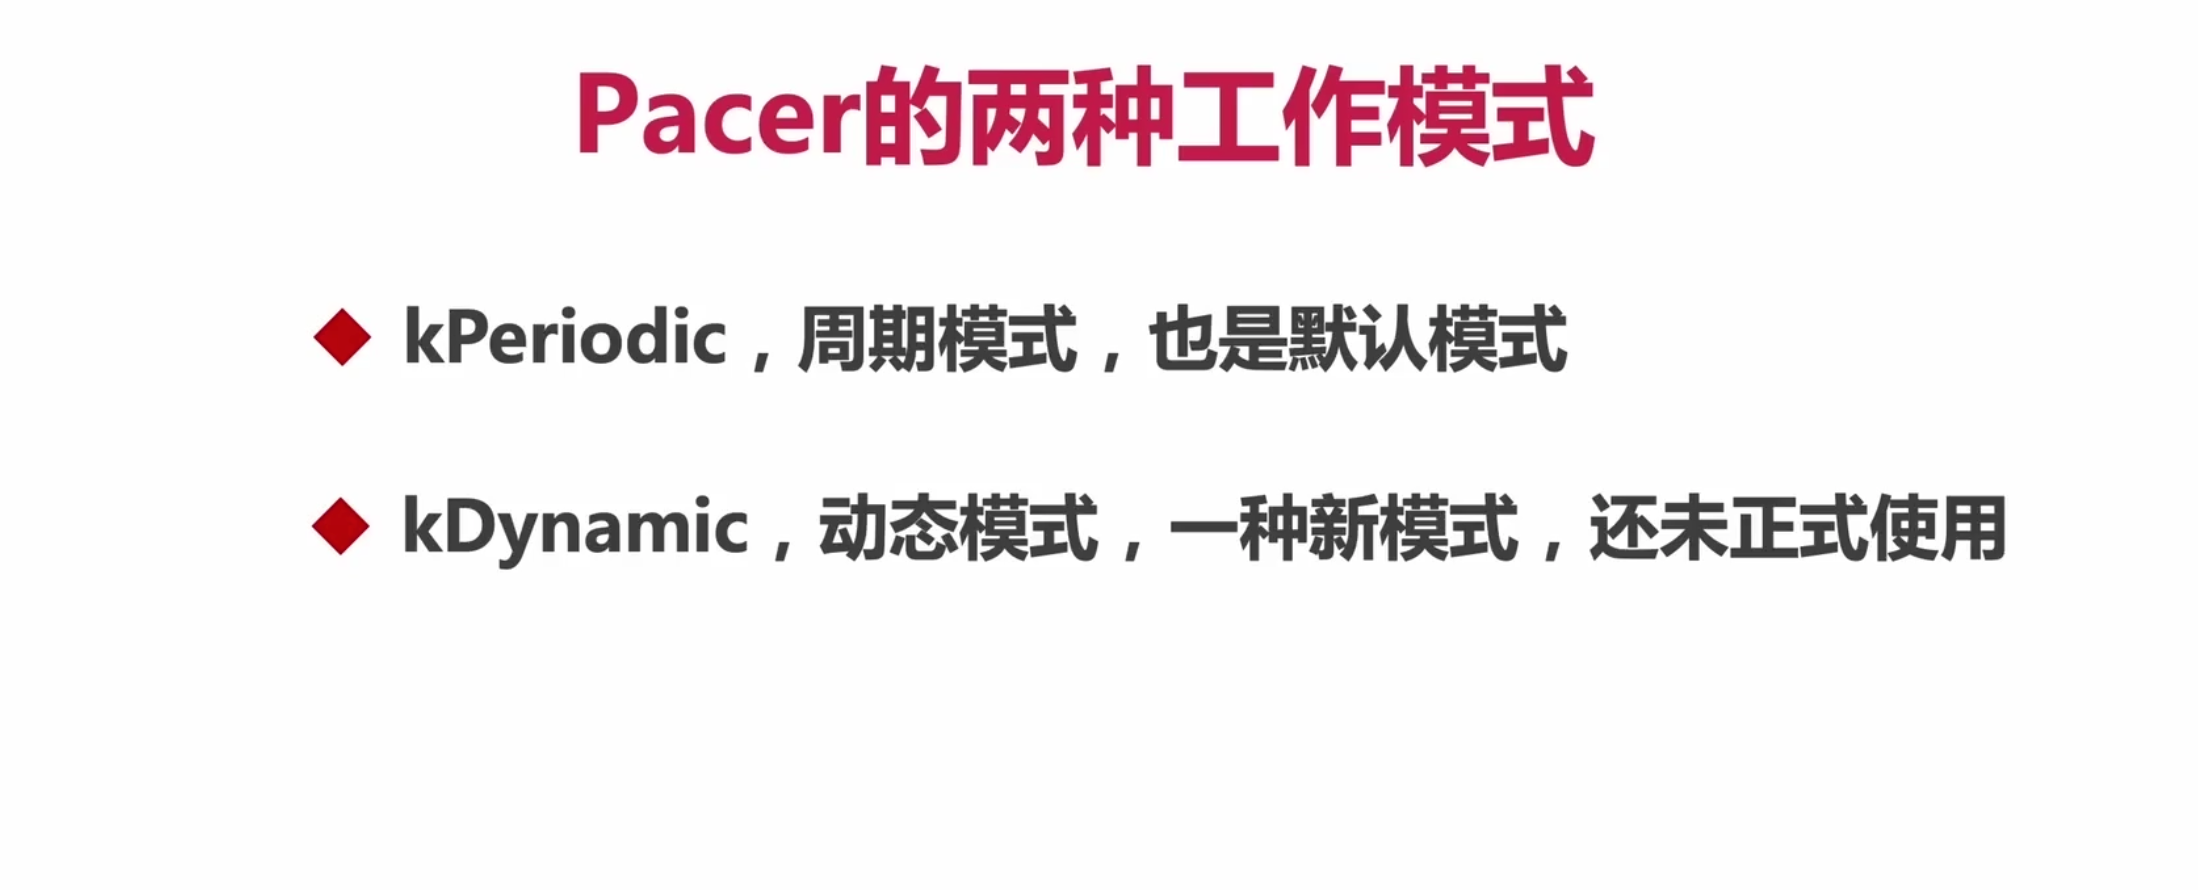 Pacer的两种工作模式
kPeriodic，周期模式，也是默认模式
kDynamic，动态模式，一种新模式，还未正式使用